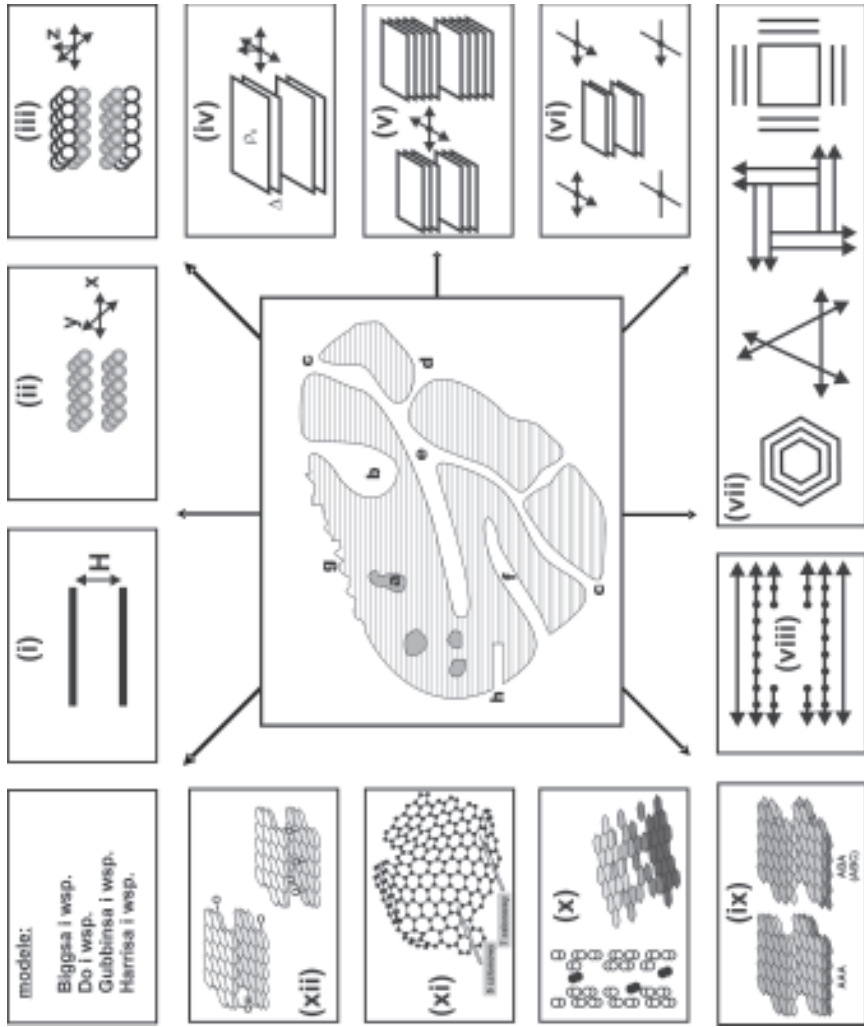 modele:
Biggsa i wsp.
Do i wsp.
Gubbinsa i wsp.
Harrisa i wsp.
(i)
H
(ii)
y
x
(iii)
z
(iv)
Δ
(v)
(vi)
(vii)
(viii)
(ix)
AAA
ABA
(ABC)
(x)
(xi)
(xii)
a
b
c
d
e
f
g
h
c